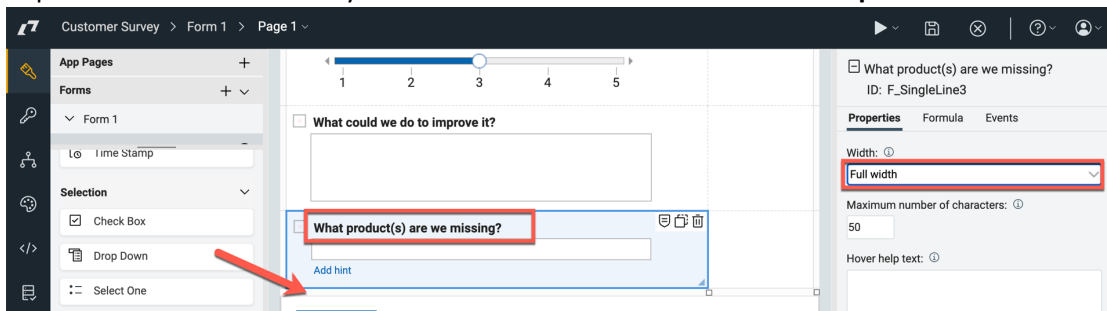 Customer Survey > Form 1 > Page 1
App Pages
Forms
Form 1
Time Stamp
Selection
Check Box
Drop Down
Select One
1 2 3 4 5
What could we do to improve it?
What product(s) are we missing?
Add hint
What product(s) are we missing?
ID: F_SingleLine3
Properties Formula Events
Width:
Full width
Maximum number of characters:
50
Hover help text: